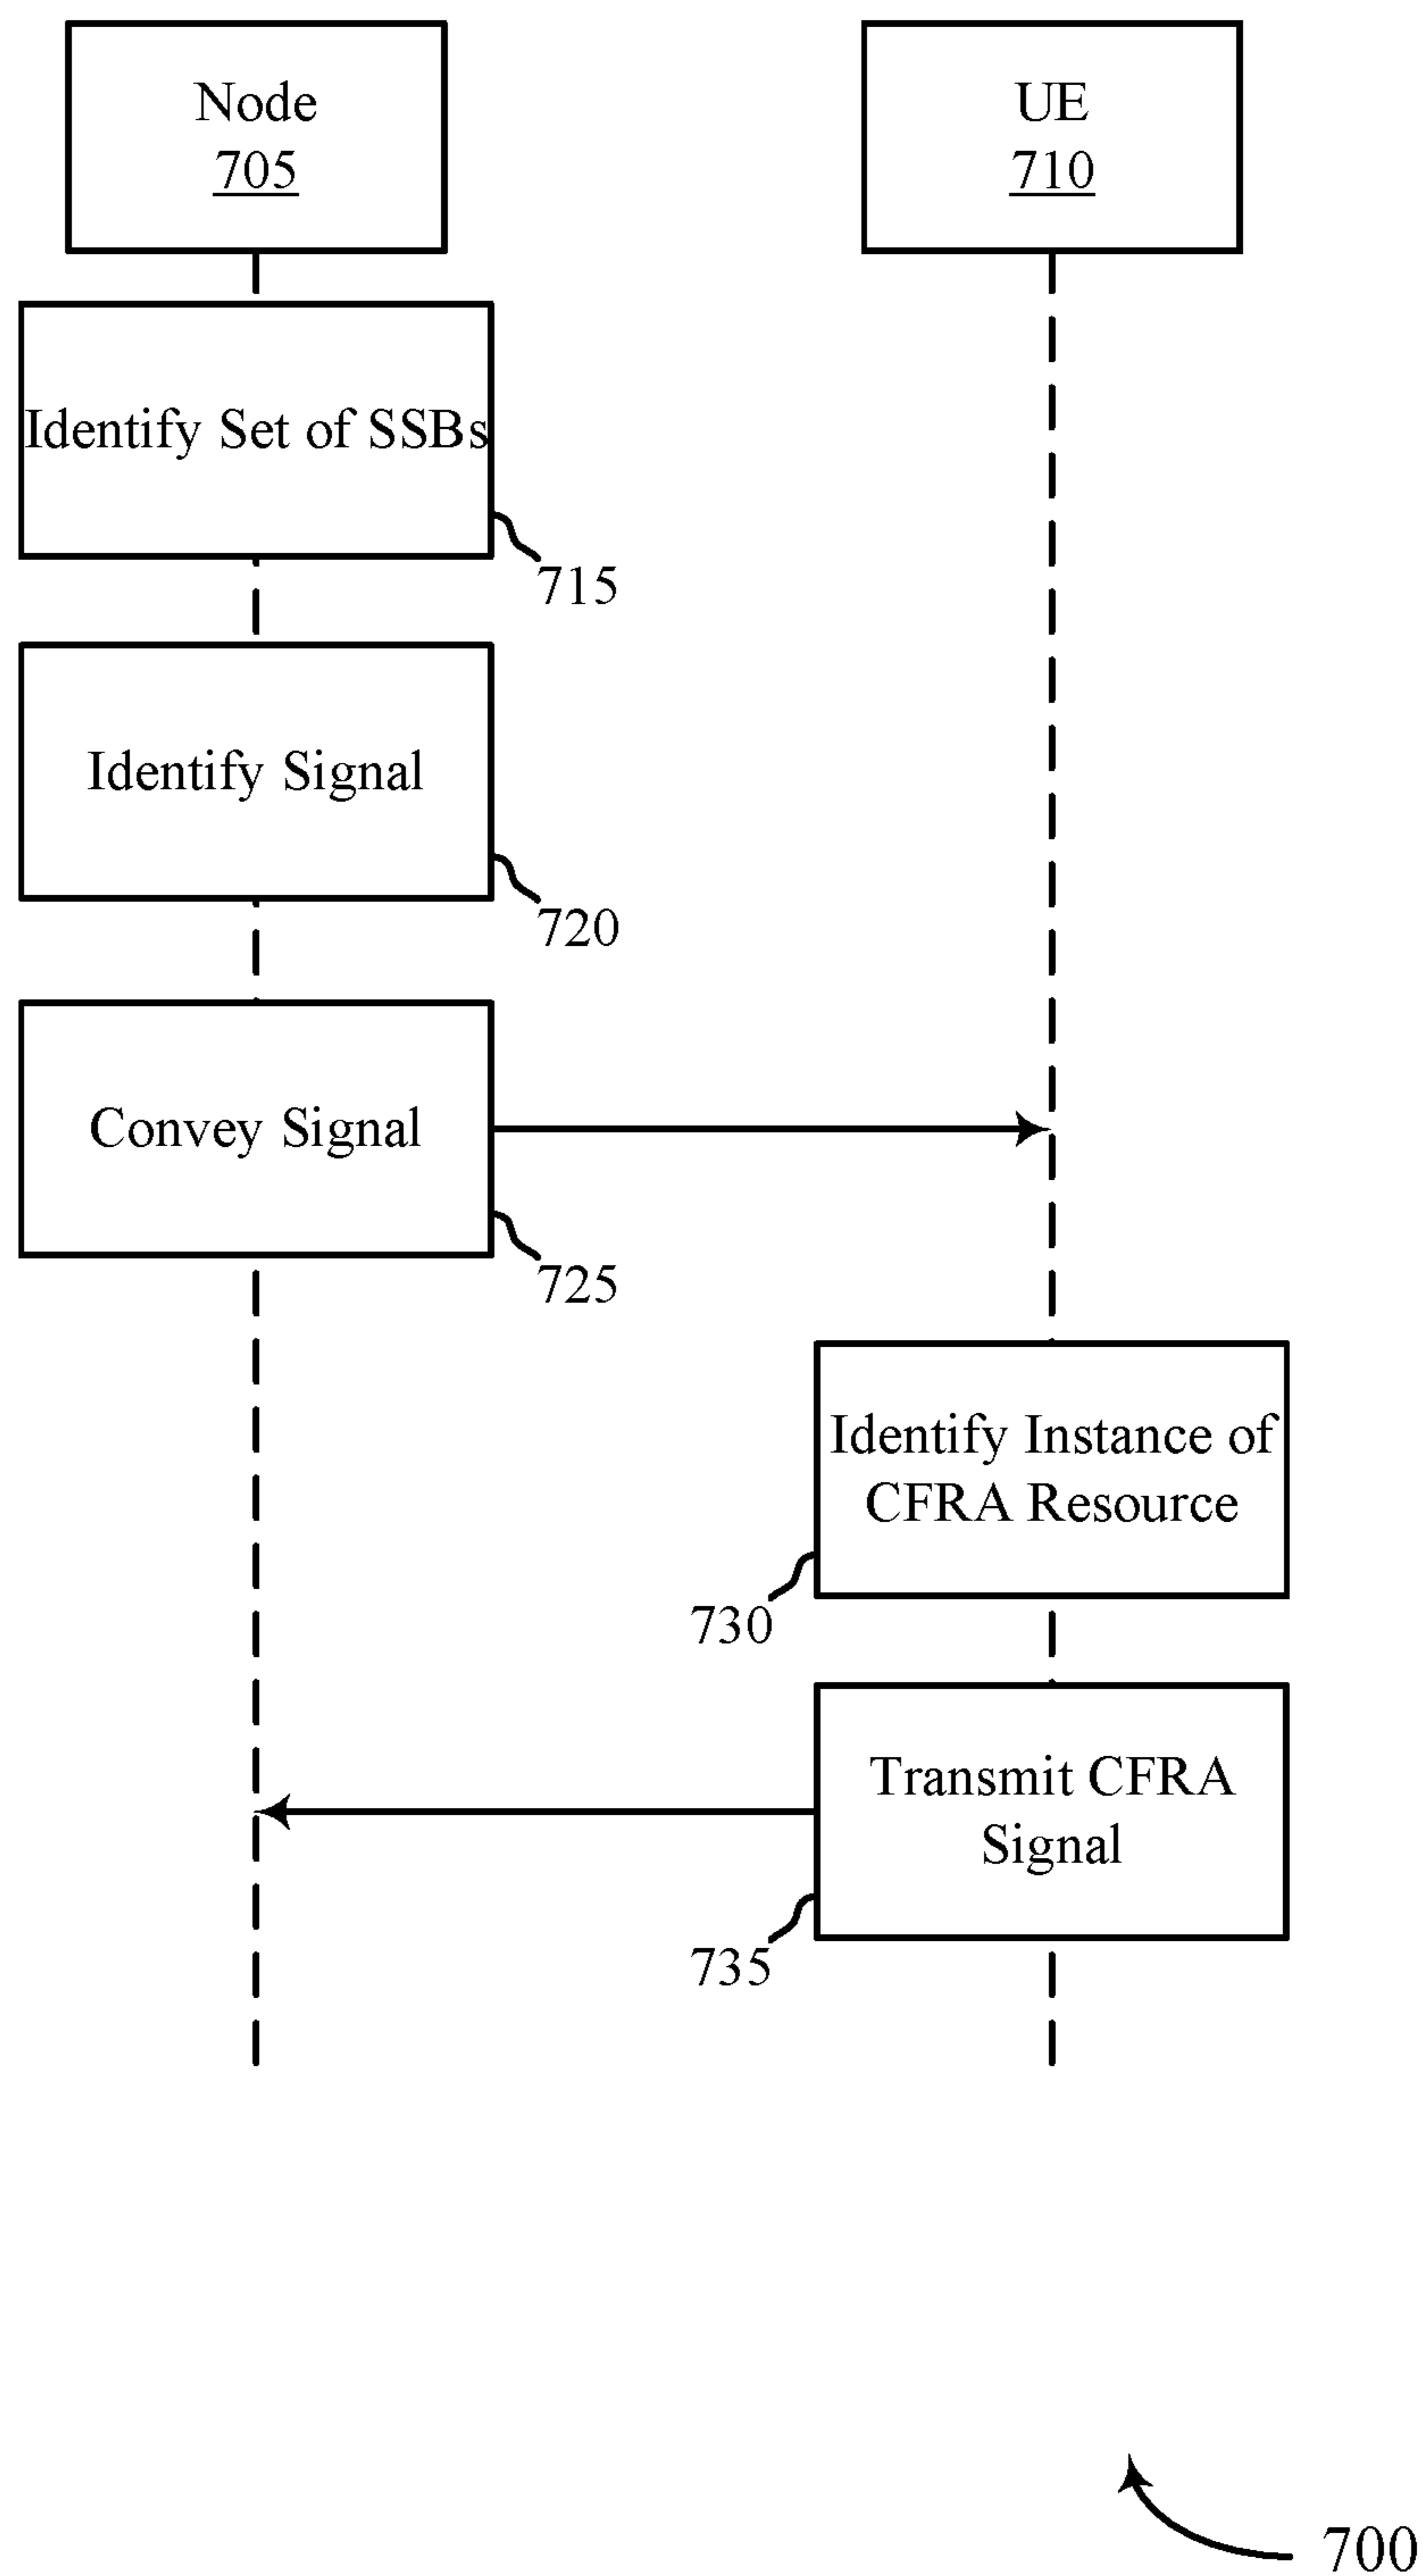 Node
705
UE
710
Identify Set of SSBs
715
Identify Signal
720
Convey Signal
725
Identify Instance of
CFRA Resource
730
Transmit CFRA
Signal
735
700